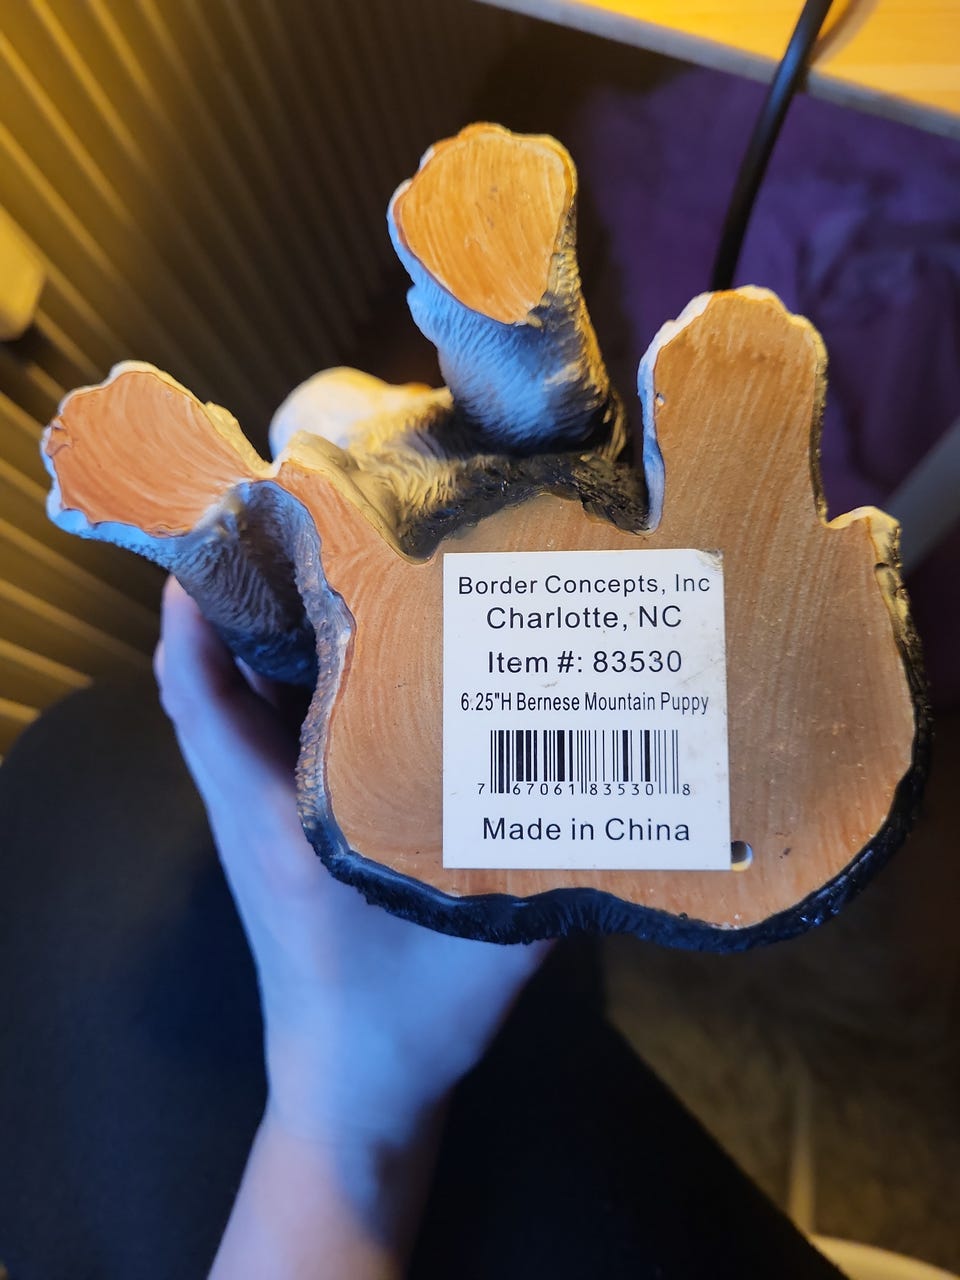 Border Concepts, Inc
Charlotte, NC
Item #: 83530
6.25"H Bernese Mountain Puppy
7 67061 83530 8
Made in China